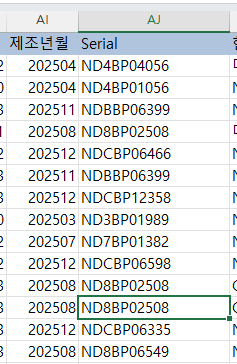 AI AJ
제조년월 Serial
202504 ND4BP04056
202504 ND4BP01056
202511 NDBBP06399
202508 ND8BP02508
202512 NDCBP06466
202511 NDBBP06399
202512 NDCBP12358
202503 ND3BP01989
202507 ND7BP01382
202512 NDCBP06598
202508 ND8BP02508
202508 ND8BP02508
202512 NDCBP06335
202508 ND8BP06549